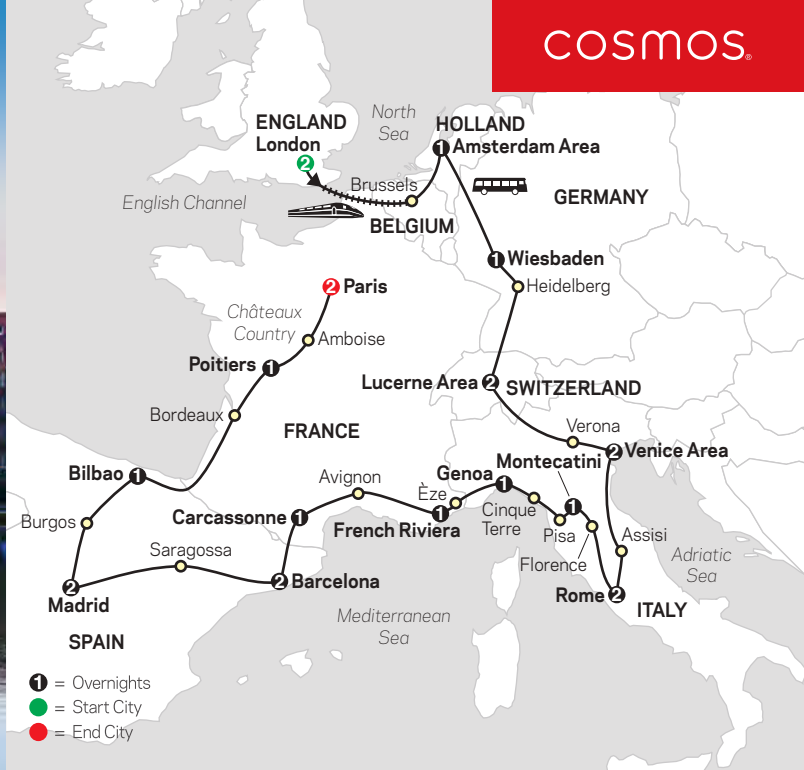 COSMOS®
North
Sea
ENGLAND
London
2
HOLLAND
1 Amsterdam Area
Brussels
English Channel
GERMANY
BELGIUM
1 Wiesbaden
Heidelberg
2 Paris
Châteaux
Country
Amboise
Poitiers 1
Lucerne Area 2 SWITZERLAND
Bordeaux
FRANCE
Verona
2 Venice Area
Montecatini
1
Bilbao 1
Genoa
1
Avignon
Èze
Cinque
Terre
Carcassonne 1
1
French Riviera
Burgos
Pisa
Florence
Assisi
Saragossa
Adriatic
Sea
2 Barcelona
2
Madrid
Rome 2
ITALY
Mediterranean
Sea
SPAIN
1 = Overnights
= Start City
= End City